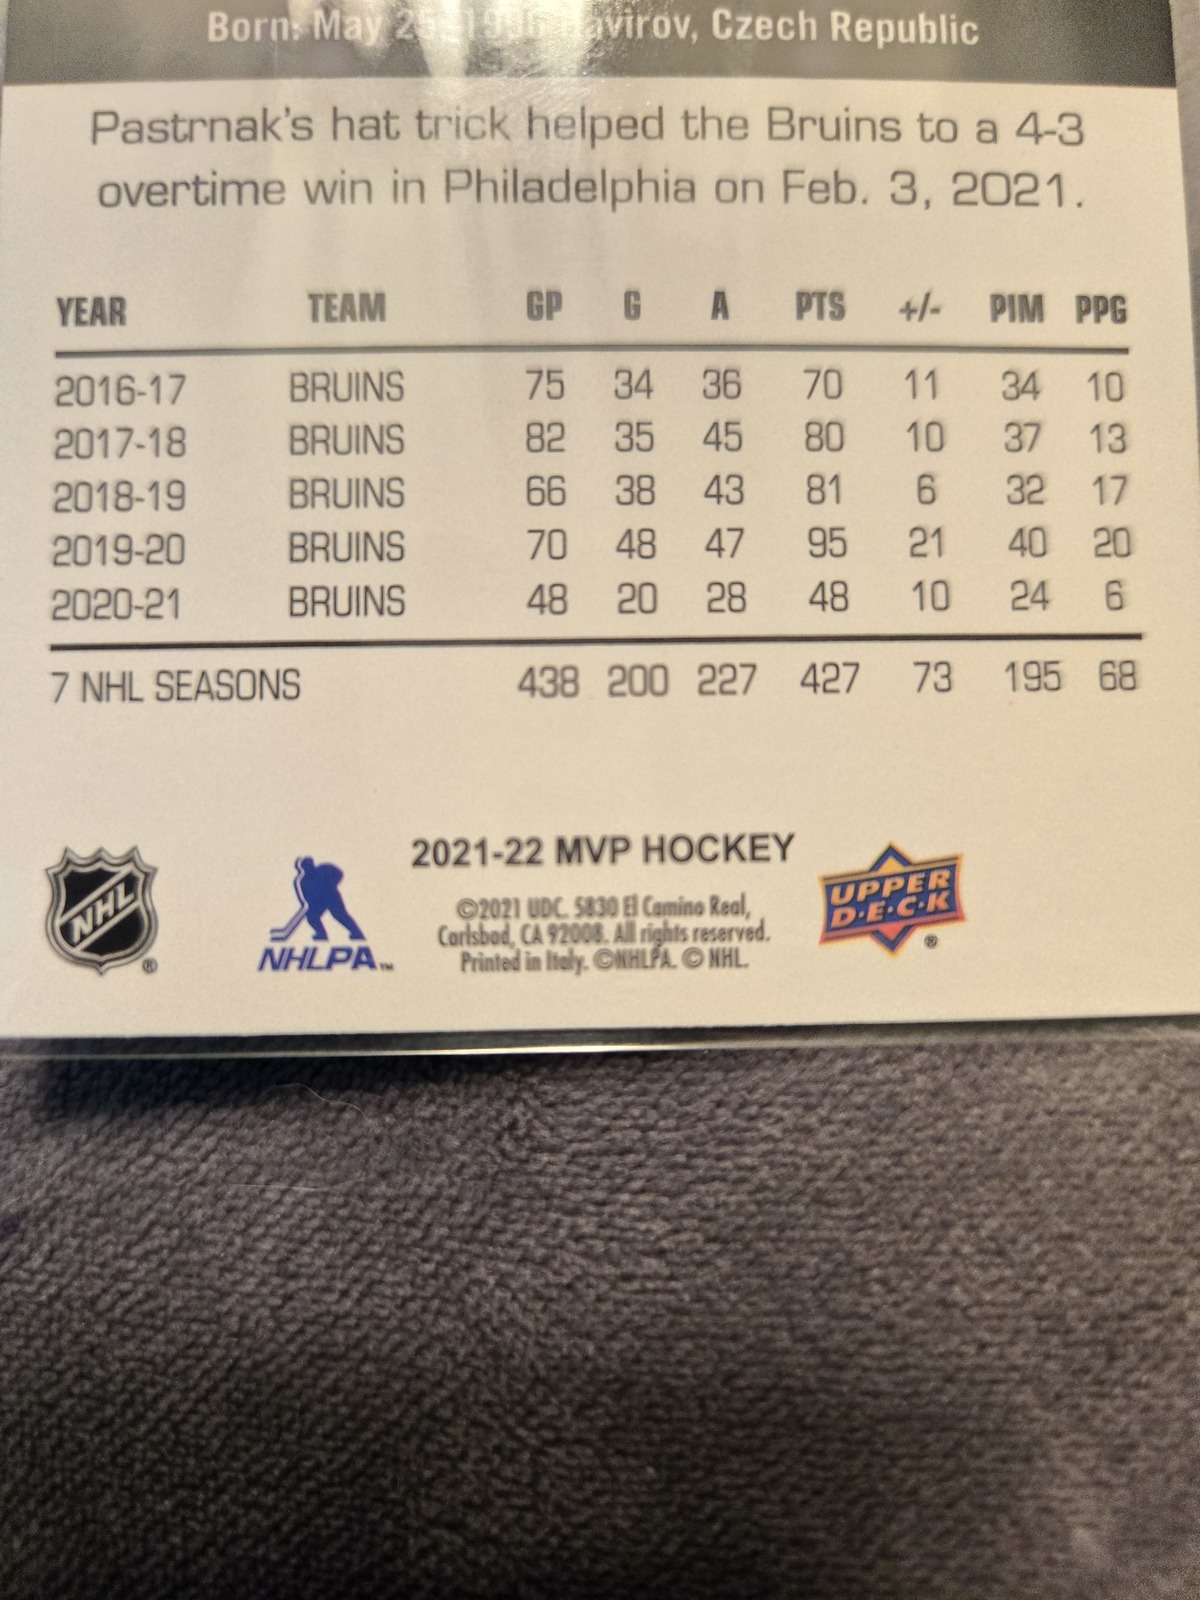 Born: May 25, 1996 Havirov, Czech Republic
Pastrnak's hat trick helped the Bruins to a 4-3
overtime win in Philadelphia on Feb. 3, 2021.
YEAR TEAM GP G A PTS +/- PIM PPG
2016-17 BRUINS 75 34 36 70 11 34 10
2017-18 BRUINS 82 35 45 80 10 37 13
2018-19 BRUINS 66 38 43 81 6 32 17
2019-20 BRUINS 70 48 47 95 21 40 20
2020-21 BRUINS 48 20 28 48 10 24 6
7 NHL SEASONS 438 200 227 427 73 195 68
2021-22 MVP HOCKEY
©2021 UDC. 5830 El Camino Real,
Carlsbad, CA 92008. All rights reserved.
Printed in Italy. ©NHLPA. © NHL.
NHL ®
NHLPA ™
UPPER
D·E·C·K ®